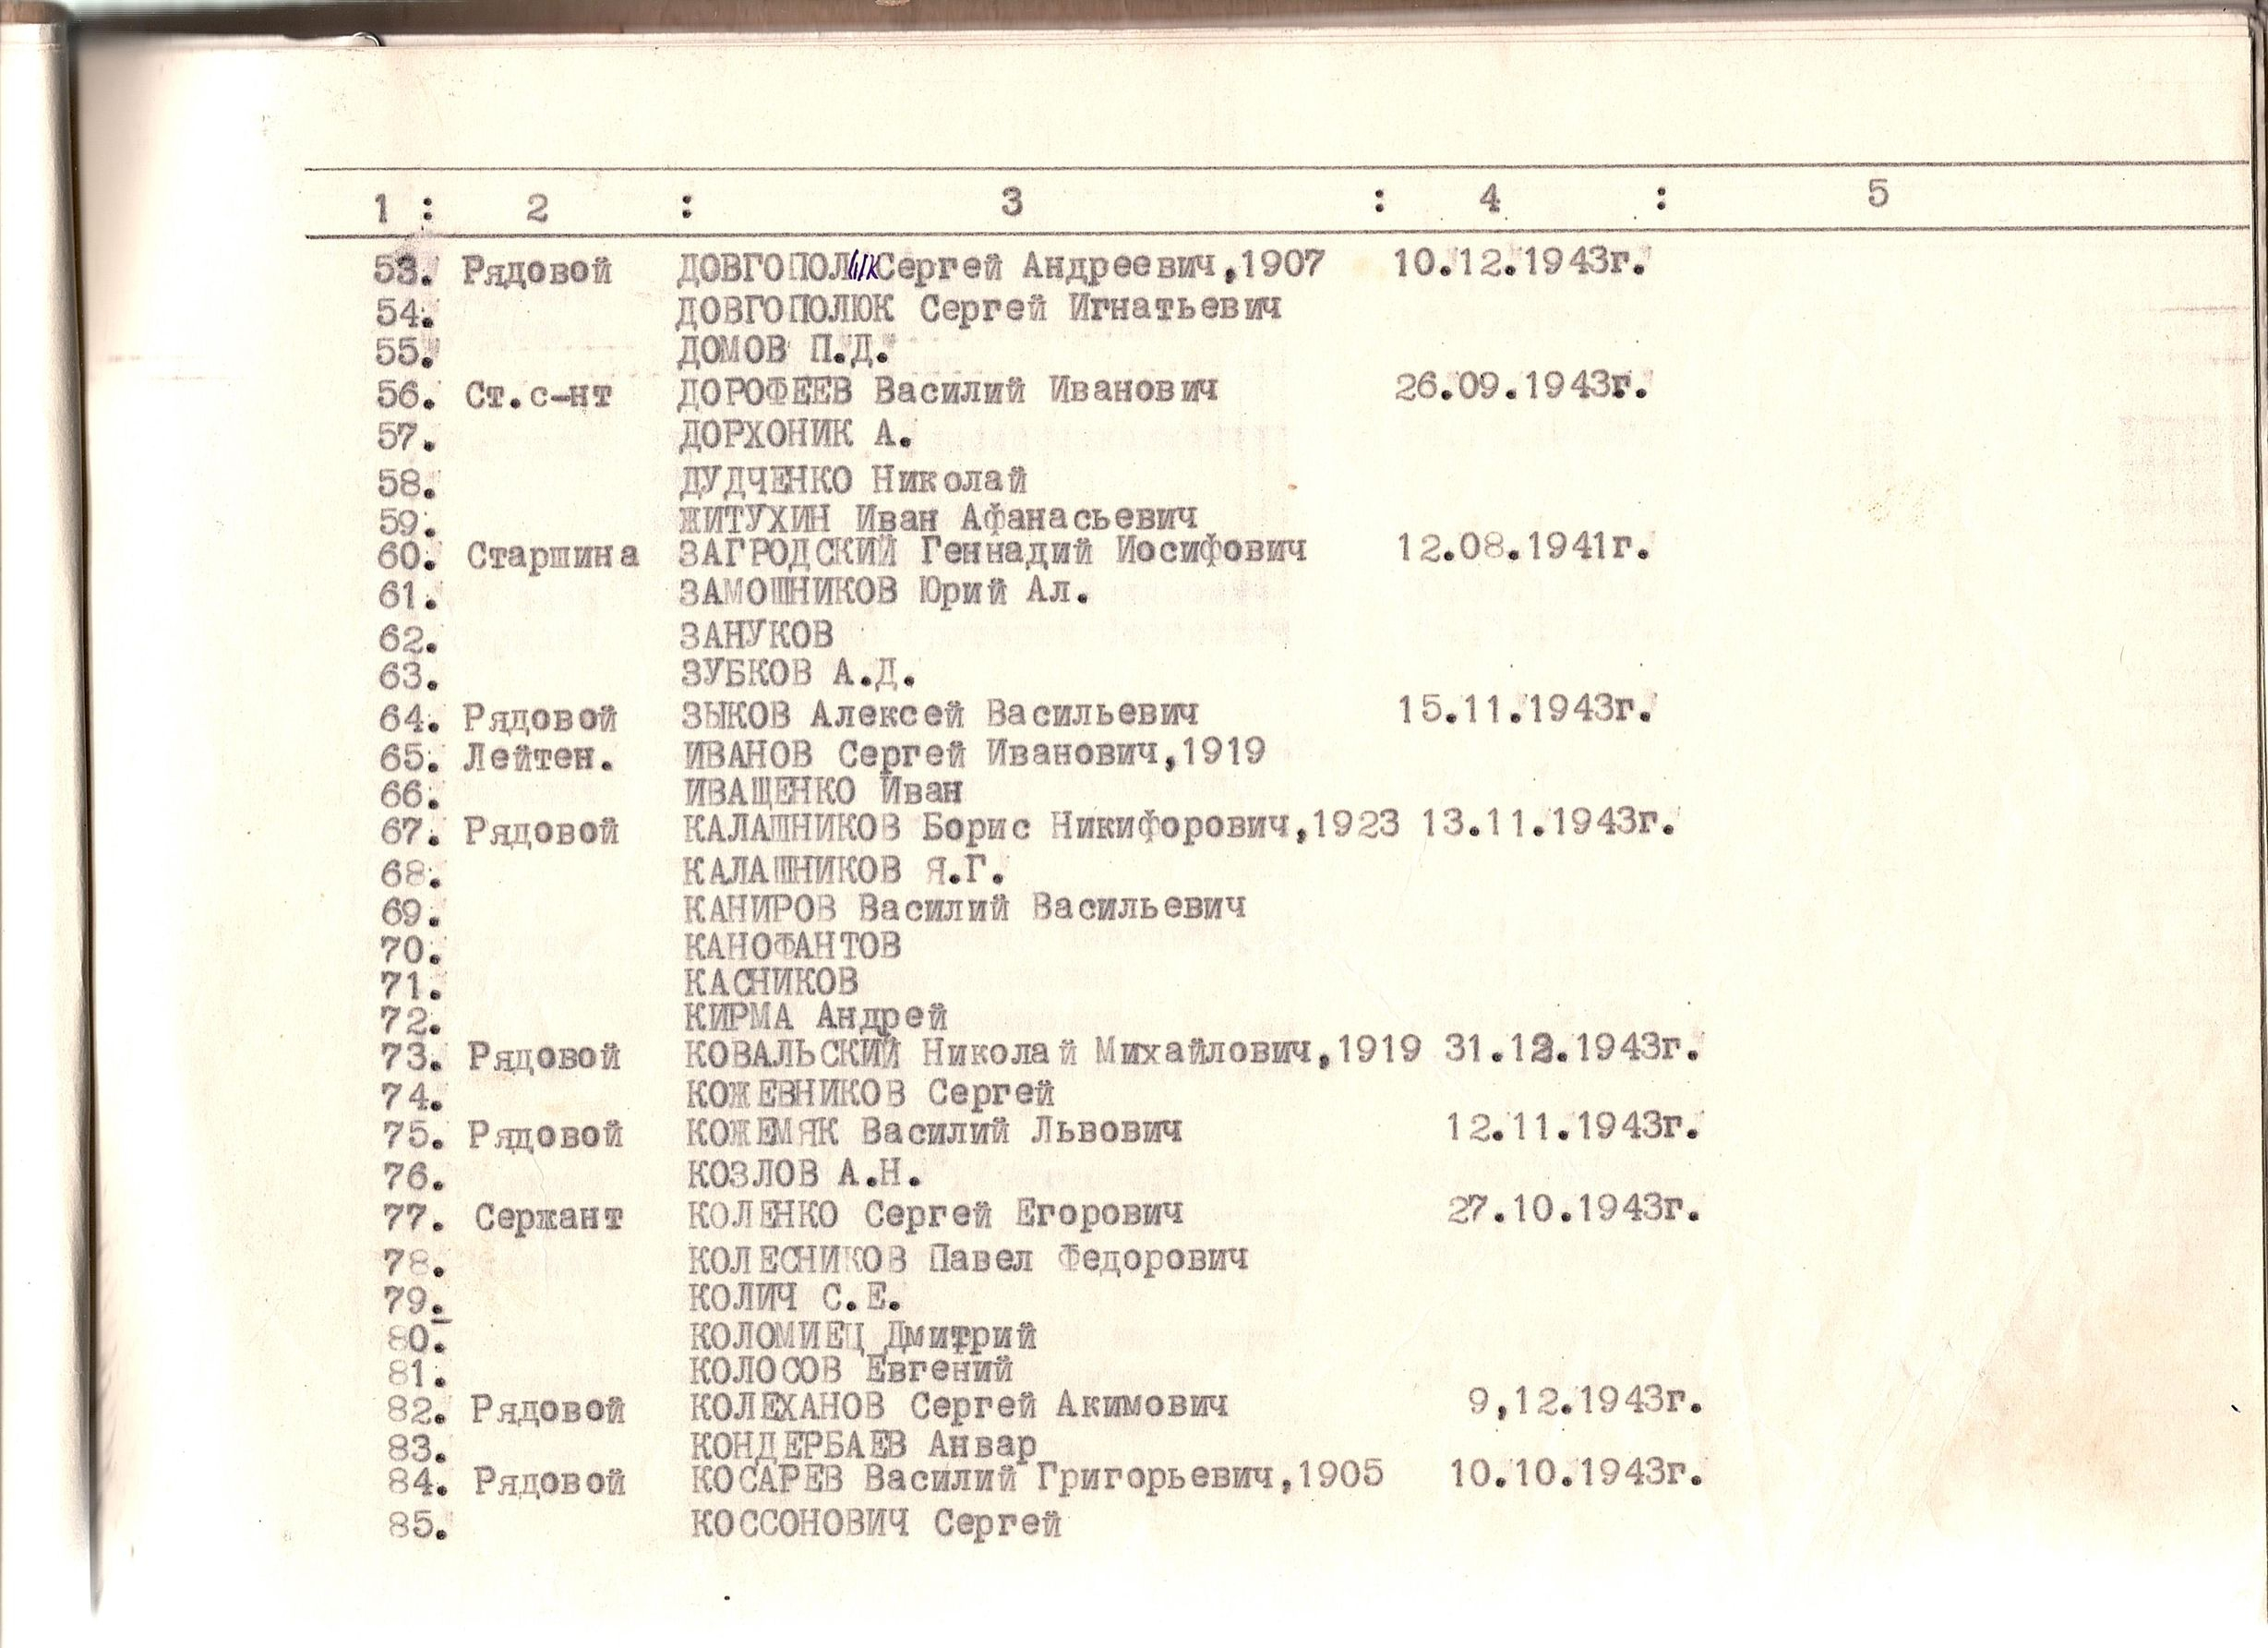 1 : 2 : 3 : 4 : 5
53. Рядовой ДОВГОПОЛИК Сергей Андреевич,1907 10.12.1943г.
54. ДОВГОПОЛЮК Сергей Игнатьевич
55. ДОМОВ П.Д.
56. Ст.с-нт ДОРОФЕЕВ Василий Иванович 26.09.1943г.
57. ДОРХОНИК А.
58. ДУДЧЕНКО Николай
59. ЖИТУХИН Иван Афанасьевич
60. Старшина ЗАГРОДСКИЙ Геннадий Иосифович 12.08.1941г.
61. ЗАМОШНИКОВ Юрий Ал.
62. ЗАНУКОВ
63. ЗУБКОВ А.Д.
64. Рядовой ЗЫКОВ Алексей Васильевич 15.11.1943г.
65. Лейтен. ИВАНОВ Сергей Иванович,1919
66. ИВАЩЕНКО Иван
67. Рядовой КАЛАШНИКОВ Борис Никифорович,1923 13.11.1943г.
68. КАЛАШНИКОВ Я.Г.
69. КАНИРОВ Василий Васильевич
70. КАНОФАНТОВ
71. КАСНИКОВ
72. КИРМА Андрей
73. Рядовой КОВАЛЬСКИЙ Николай Михайлович,1919 31.12.1943г.
74. КОЖЕВНИКОВ Сергей
75. Рядовой КОЖЕМЯК Василий Львович 12.11.1943г.
76. КОЗЛОВ А.Н.
77. Сержант КОЛЕНКО Сергей Егорович 27.10.1943г.
78. КОЛЕСНИКОВ Павел Федорович
79. КОЛИЧ С.Е.
80. КОЛОМИЕЦ Дмитрий
81. КОЛОСОВ Евгений
82. Рядовой КОЛЕХАНОВ Сергей Акимович 9,12.1943г.
83. КОНДЕРБАЕВ Анвар
84. Рядовой КОСАРЕВ Василий Григорьевич,1905 10.10.1943г.
85. КОССОНОВИЧ Сергей